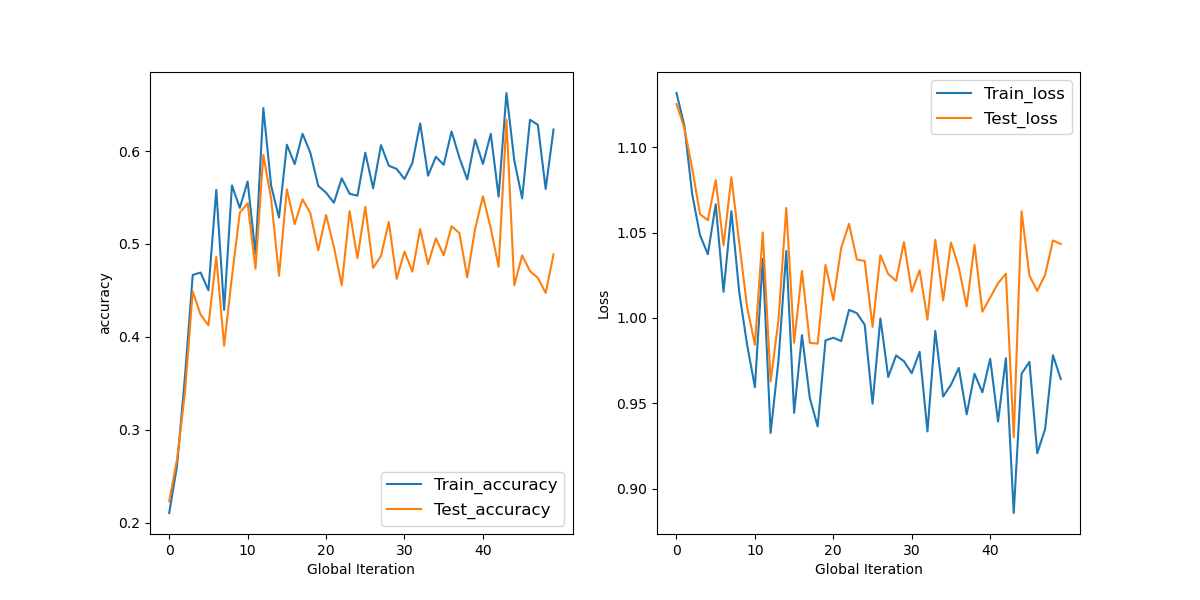 accuracy
0.6
0.5
0.4
0.3
0.2
0 10 20 30 40
Global Iteration
Train_accuracy
Test_accuracy
Loss
1.10
1.05
1.00
0.95
0.90
0 10 20 30 40
Global Iteration
Train_loss
Test_loss